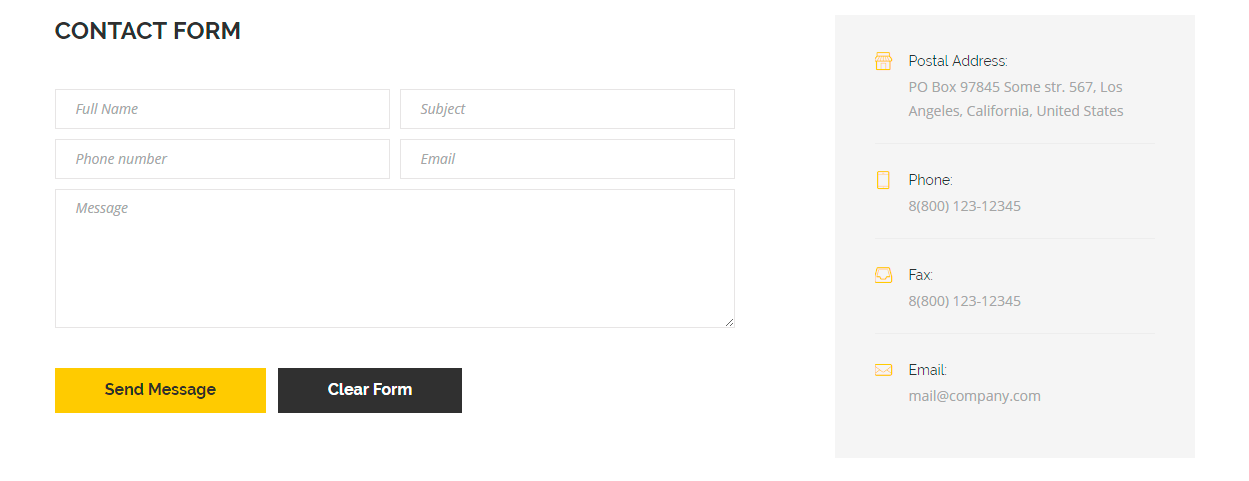 CONTACT FORM
Full Name
Subject
Phone number
Email
Message
Send Message
Clear Form
Postal Address:
PO Box 97845 Some str. 567, Los
Angeles, California, United States
Phone:
8(800) 123-12345
Fax:
8(800) 123-12345
Email:
mail@company.com